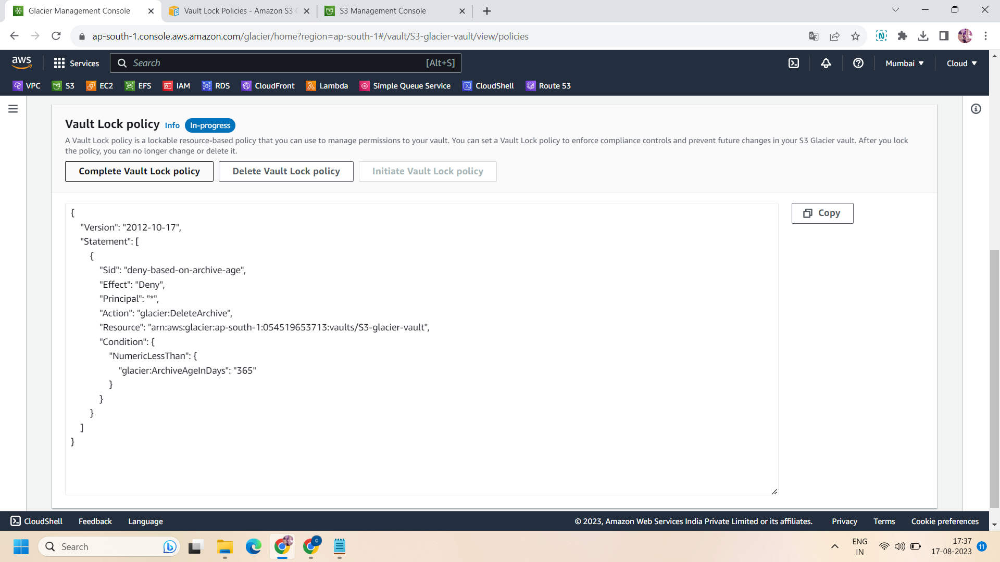 Glacier Management Console
Vault Lock Policies - Amazon S3
S3 Management Console
ap-south-1.console.aws.amazon.com/glacier/home?region=ap-south-1#/vault/S3-glacier-vault/view/policies
aws
Services
Search
[Alt+S]
Mumbai
Cloud
VPC
S3
EC2
EFS
IAM
RDS
CloudFront
Lambda
Simple Queue Service
CloudShell
Route 53
Vault Lock policy Info In-progress
A Vault Lock policy is a lockable resource-based policy that you can use to manage permissions to your vault. You can set a Vault Lock policy to enforce compliance controls and prevent future changes in your S3 Glacier vault. After you lock
the policy, you can no longer change or delete it.
Complete Vault Lock policy
Delete Vault Lock policy
Initiate Vault Lock policy
Copy
{
"Version": "2012-10-17",
"Statement": [
{
"Sid": "deny-based-on-archive-age",
"Effect": "Deny",
"Principal": "*",
"Action": "glacier:DeleteArchive",
"Resource": "arn:aws:glacier:ap-south-1:054519653713:vaults/S3-glacier-vault",
"Condition": {
"NumericLessThan": {
"glacier:ArchiveAgeInDays": "365"
}
}
}
]
}
CloudShell
Feedback
Language
© 2023, Amazon Web Services India Private Limited or its affiliates.
Privacy
Terms
Cookie preferences
Search
ENG
IN
17:37
17-08-2023
11